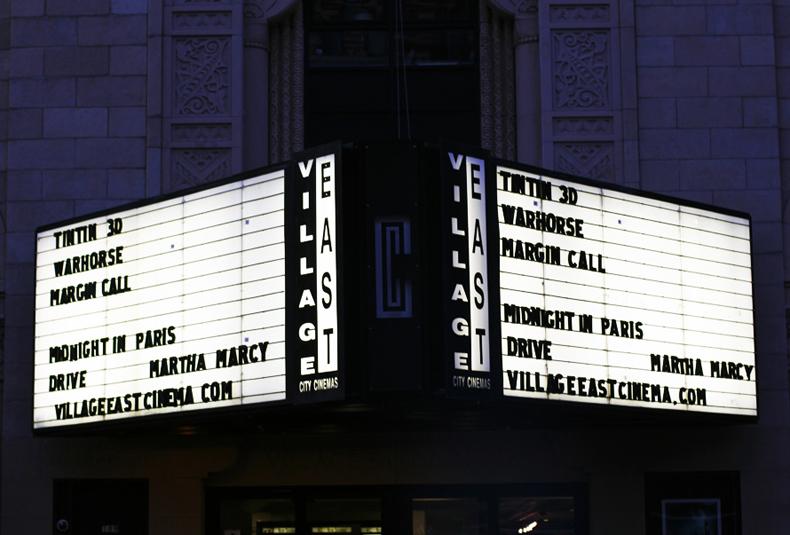 TINTIN 3D
WARHORSE
MARGIN CALL
MIDNIGHT IN PARIS
DRIVE MARTHA MARCY
VILLAGEEASTCINEMA COM
VILLAGE
EAST
CITY CINEMAS
C
VILLAGE
EAST
CITY CINEMAS
TINTIN 3D
WARHORSE
MARGIN CALL
MIDNIGHT IN PARIS
DRIVE MARTHA MARCY
VILLAGEEASTCINEMA.COM